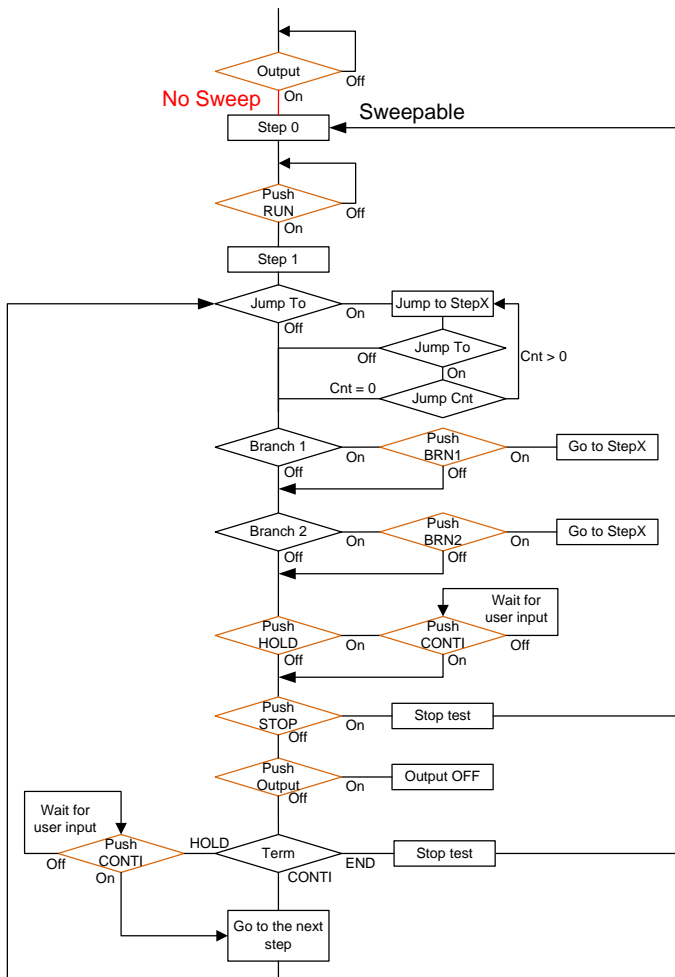 Output
Off
On
No Sweep
Sweepable
Step 0
Push
RUN
Off
On
Step 1
Jump To
On
Jump to StepX
Off
Off
Jump To
Cnt > 0
On
Cnt = 0
Jump Cnt
Branch 1
On
Push
BRN1
On
Go to StepX
Off
Off
Branch 2
On
Push
BRN2
On
Go to StepX
Off
Off
Wait for
user input
Push
HOLD
On
Push
CONTI
Off
Off
On
Push
STOP
On
Stop test
Off
Push
Output
On
Output OFF
Off
Wait for
user input
Push
CONTI
Off
On
HOLD
Term
END
Stop test
CONTI
Go to the next
step